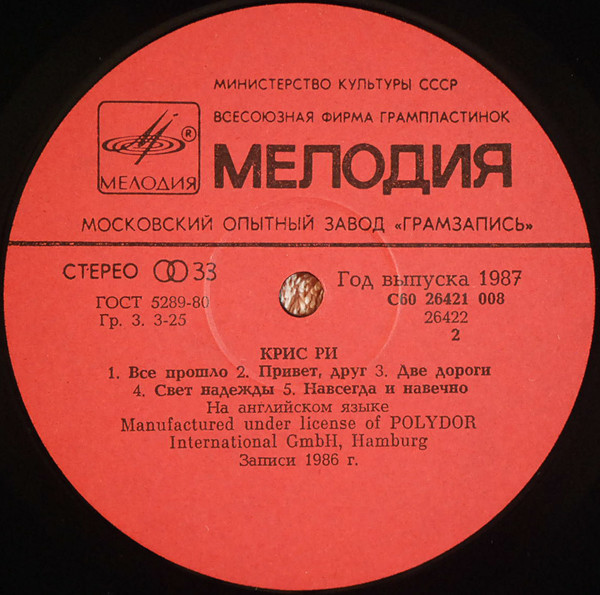 МИНИСТЕРСТВО КУЛЬТУРЫ СССР
ВСЕСОЮЗНАЯ ФИРМА ГРАМПЛАСТИНОК
®
МЕЛОДИЯ
МЕЛОДИЯ
МОСКОВСКИЙ ОПЫТНЫЙ ЗАВОД «ГРАМЗАПИСЬ»
СТЕРЕО 33
Год выпуска 1987
ГОСТ 5289-80
С60 26421 008
Гр. 3. 3-25
26422
2
КРИС РИ
1. Все прошло 2. Привет, друг 3. Две дороги
4. Свет надежды 5. Навсегда и навечно
На английском языке
Manufactured under license of POLYDOR
International GmbH, Hamburg
Записи 1986 г.